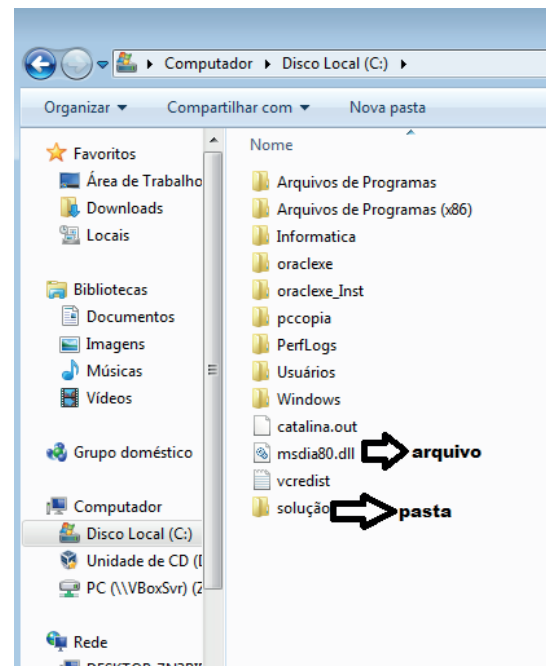 Computador ▸ Disco Local (C:) ▸
Organizar Compartilhar com Nova pasta
Favoritos
Área de Trabalho
Downloads
Locais
Bibliotecas
Documentos
Imagens
Músicas
Vídeos
Grupo doméstico
Computador
Disco Local (C:)
Unidade de CD (
PC (\\VBoxSvr) (Z
Rede
Nome
Arquivos de Programas
Arquivos de Programas (x86)
Informatica
oraclexe
oraclexe_Inst
pccopia
PerfLogs
Usuários
Windows
catalina.out
msdia80.dll arquivo
vcredist
solução pasta